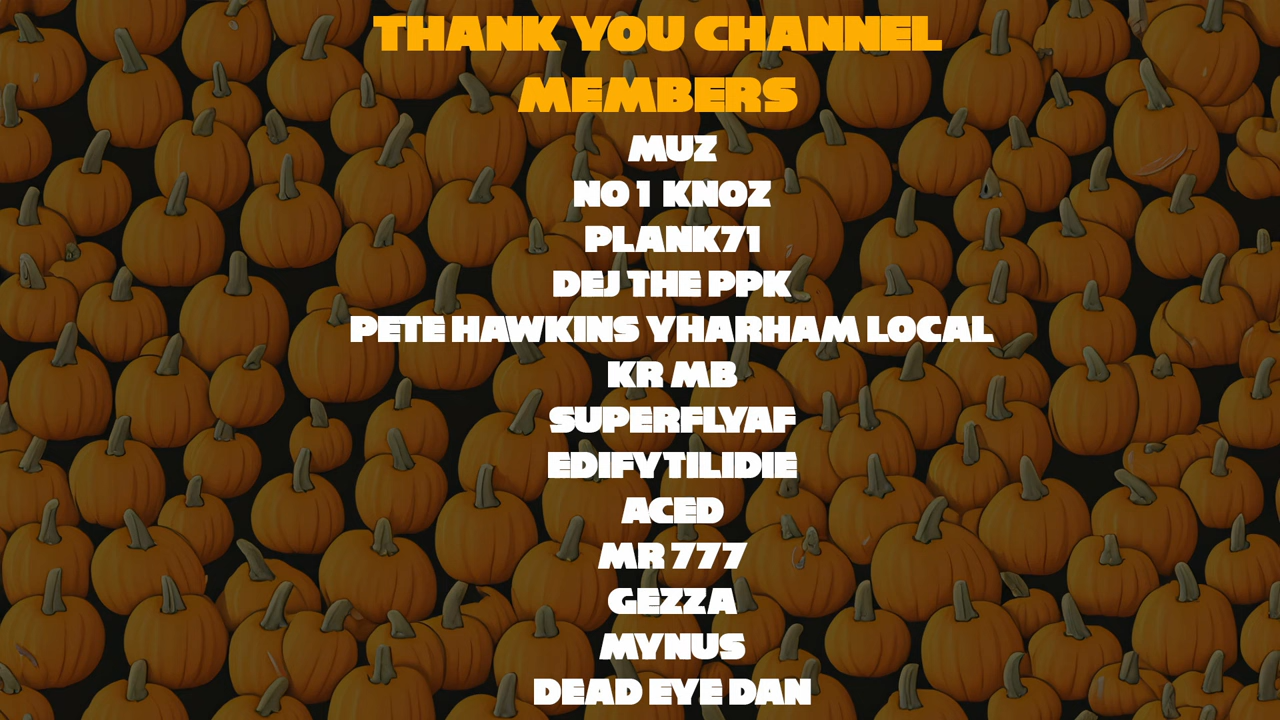 THANK YOU CHANNEL
MEMBERS
MUZ
NO 1 KNOZ
PLANK71
DEJ THE PPK
PETE HAWKINS YHARHAM LOCAL
KR MB
SUPERFLYAF
EDIFYTILIDIE
ACED
MR 777
GEZZA
MYNUS
DEAD EYE DAN